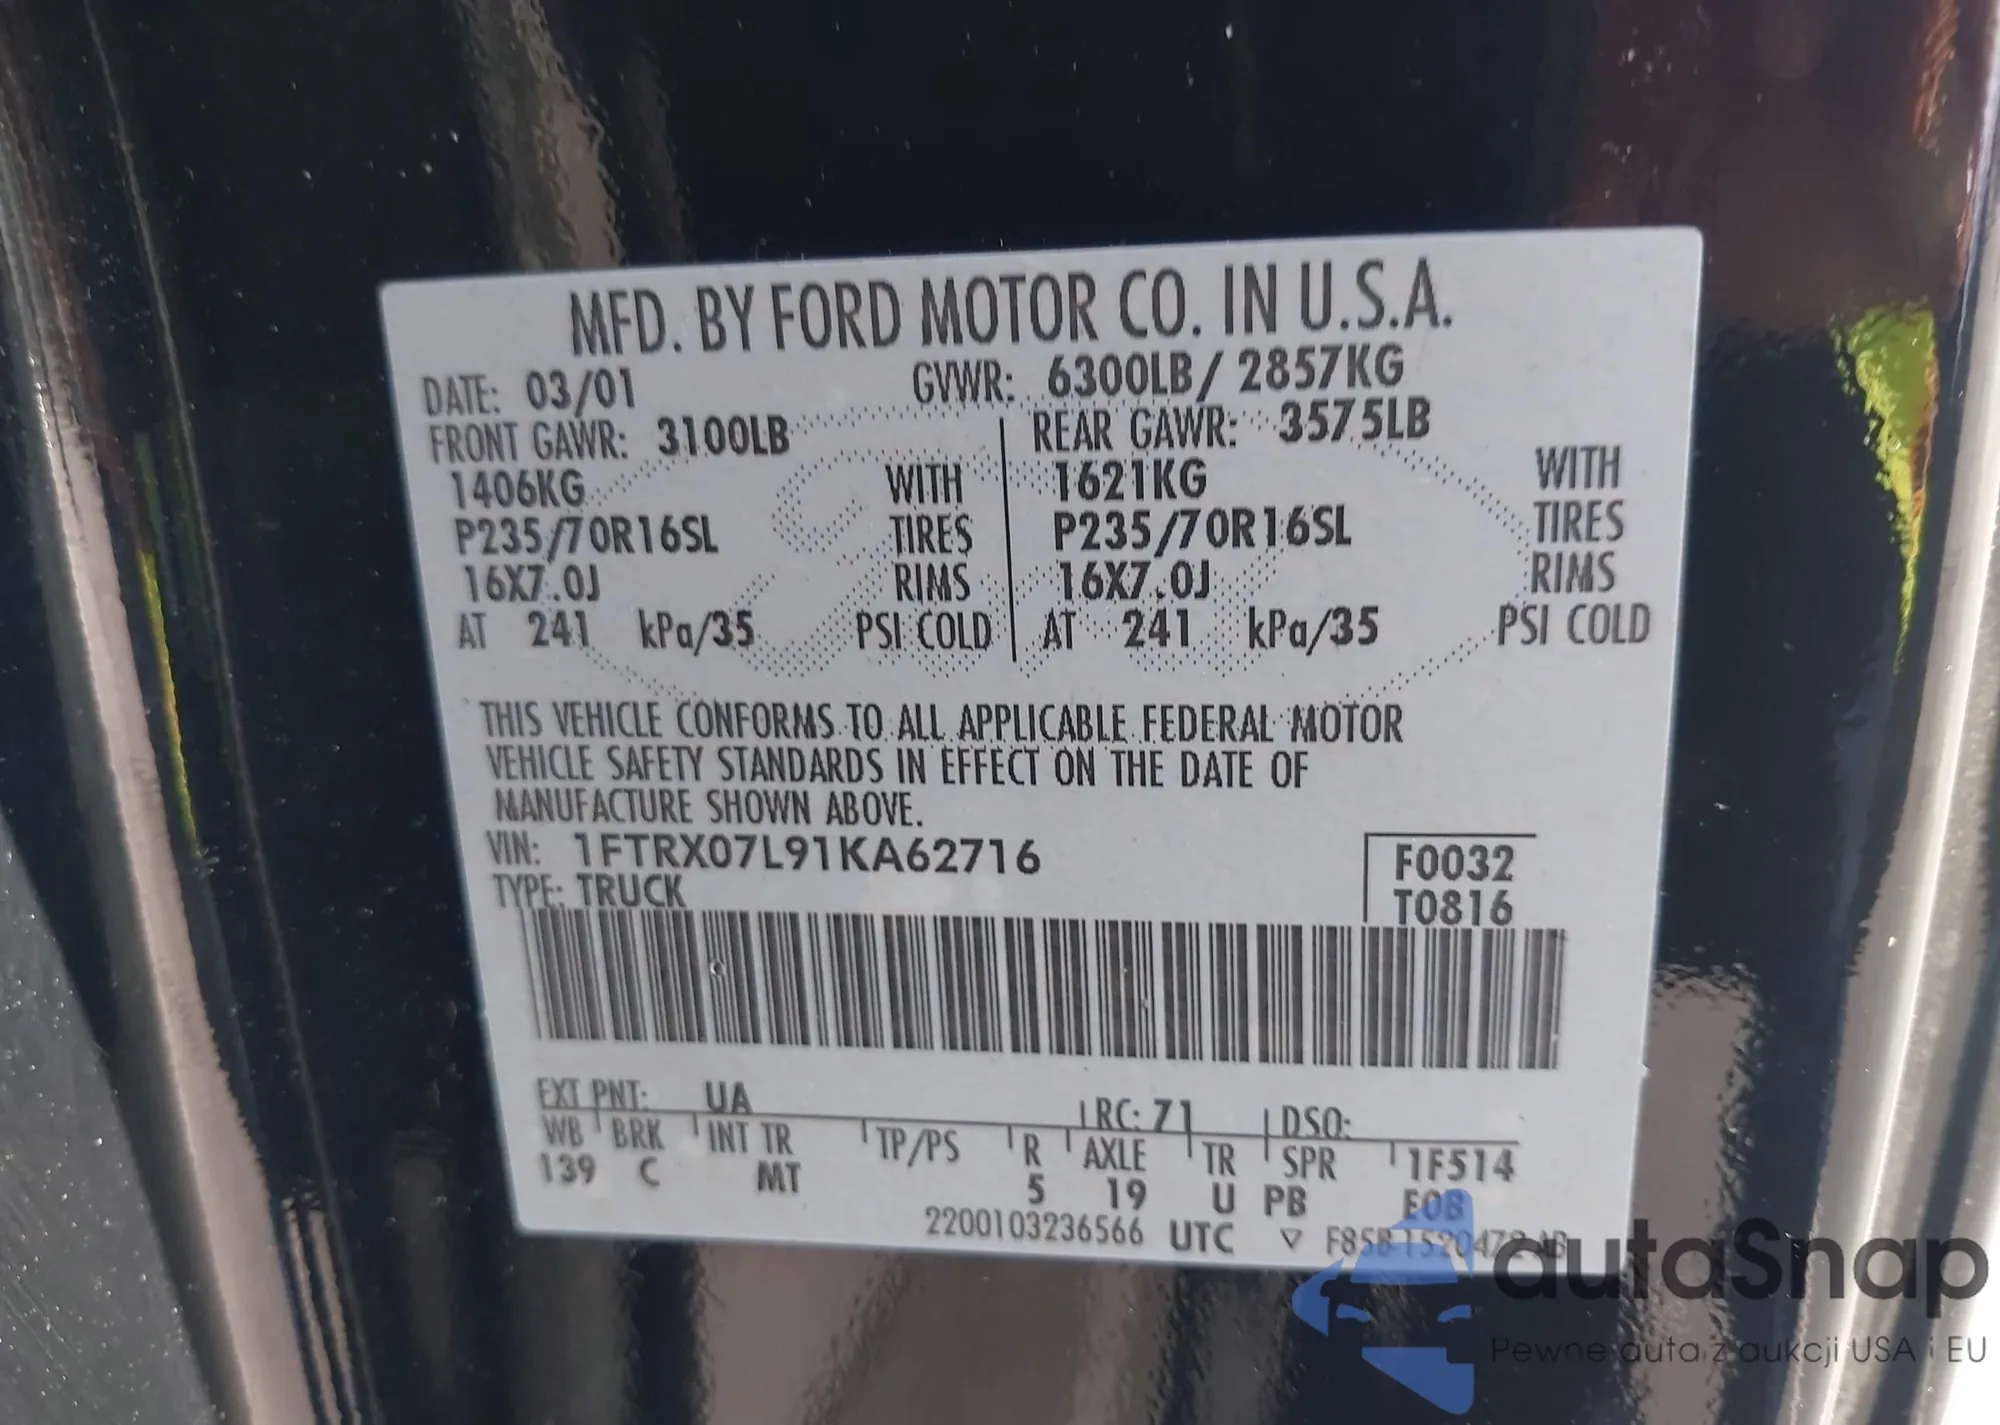 MFD. BY FORD MOTOR CO. IN U.S.A.
DATE: 03/01 GVWR: 6300LB/ 2857KG
FRONT GAWR: 3100LB REAR GAWR: 3575LB
1406KG WITH 1621KG WITH
P235/70R16SL TIRES P235/70R16SL TIRES
16X7.0J RIMS 16X7.0J RIMS
AT 241 kPa/35 PSI COLD AT 241 kPa/35 PSI COLD
THIS VEHICLE CONFORMS TO ALL APPLICABLE FEDERAL MOTOR
VEHICLE SAFETY STANDARDS IN EFFECT ON THE DATE OF
MANUFACTURE SHOWN ABOVE.
VIN: 1FTRX07L91KA62716 F0032
TYPE: TRUCK T0816
EXT PNT: UA RC: 71 DSO:
WB BRK INT TR TP/PS R AXLE TR SPR 1F514
139 C MT 5 19 U PB E0B
2200103236566 UTC ▽ F85B 1520472 AB
autaSnap
Pewne auta z aukcji USA i EU